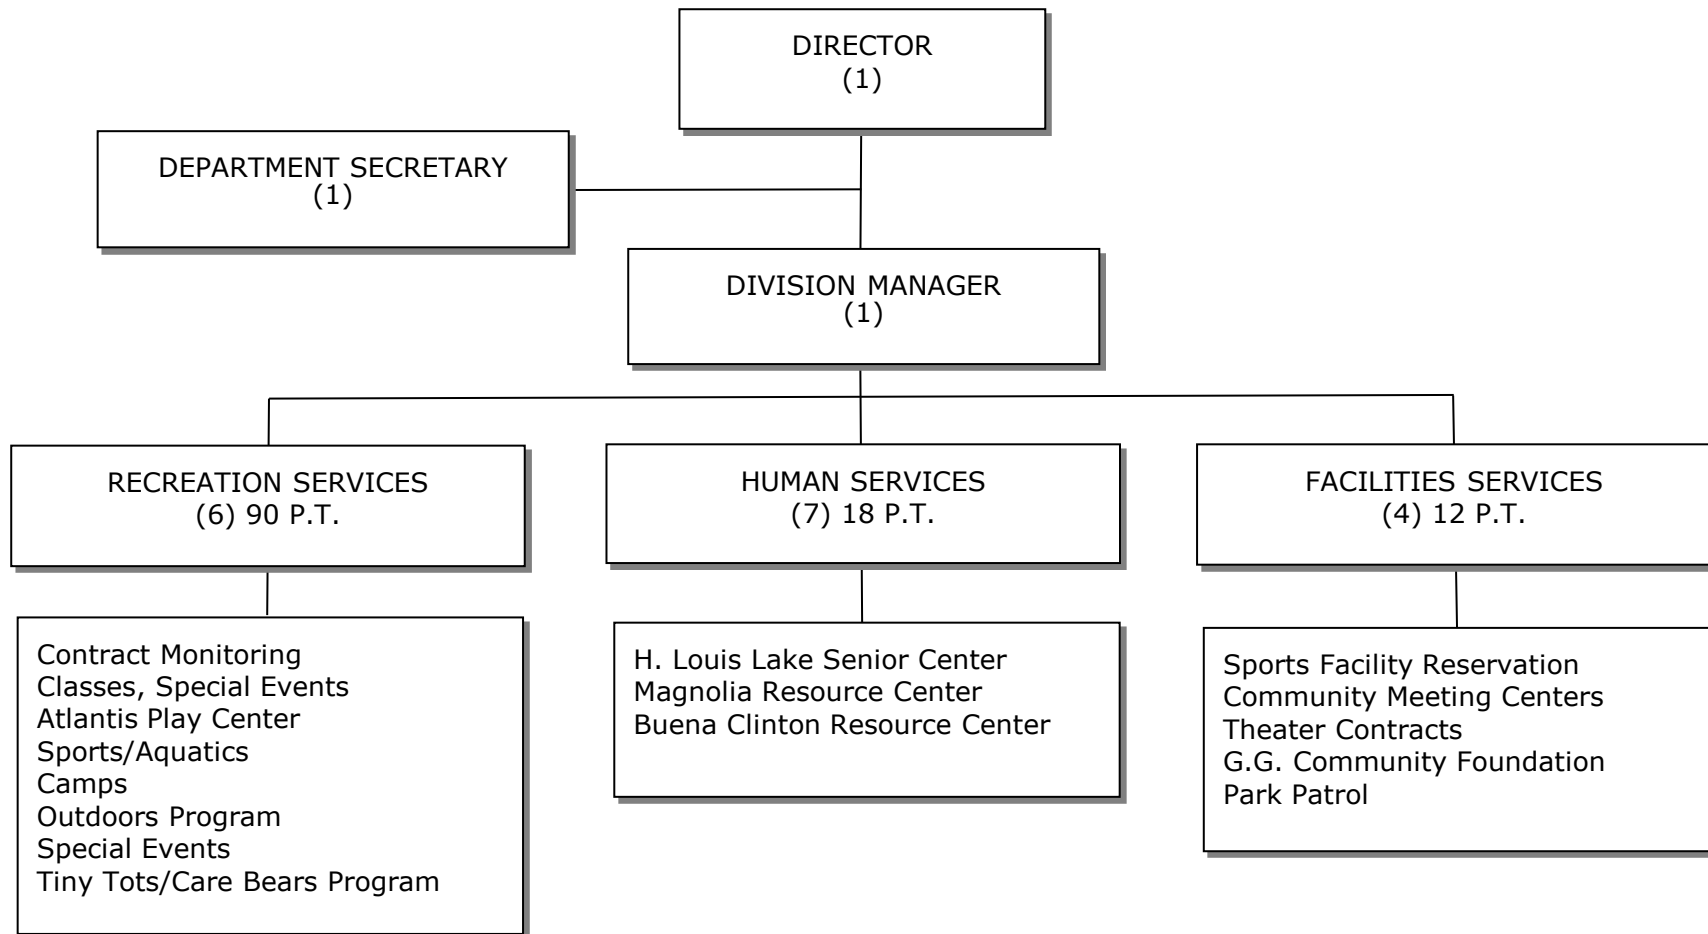 DIRECTOR
(1)
DEPARTMENT SECRETARY
(1)
DIVISION MANAGER
(1)
RECREATION SERVICES
(6) 90 P.T.
HUMAN SERVICES
(7) 18 P.T.
FACILITIES SERVICES
(4) 12 P.T.
Contract Monitoring
Classes, Special Events
Atlantis Play Center
Sports/Aquatics
Camps
Outdoors Program
Special Events
Tiny Tots/Care Bears Program
H. Louis Lake Senior Center
Magnolia Resource Center
Buena Clinton Resource Center
Sports Facility Reservation
Community Meeting Centers
Theater Contracts
G.G. Community Foundation
Park Patrol